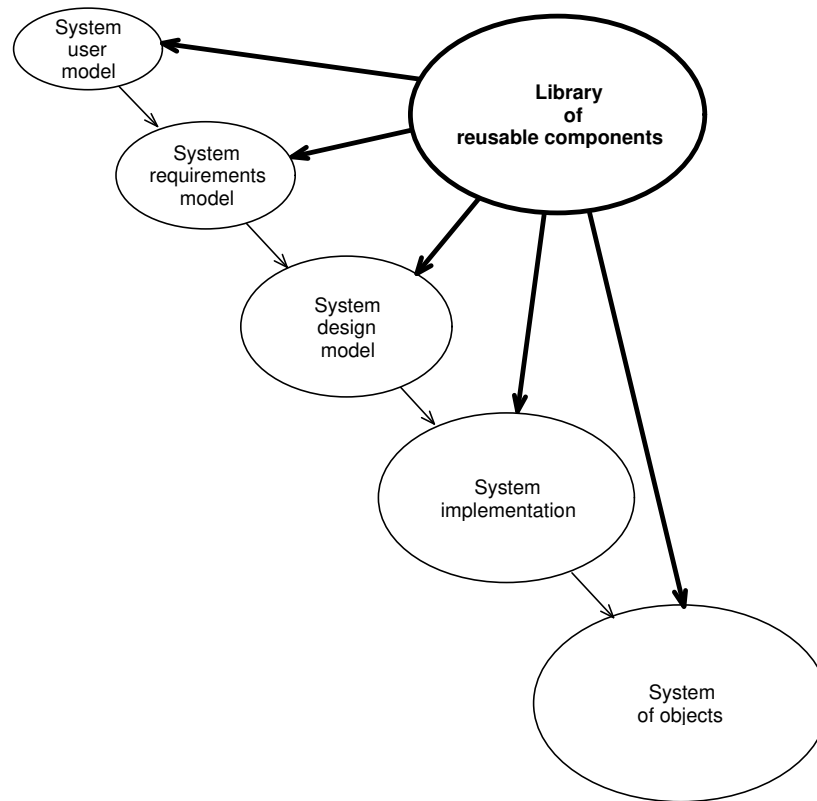 System
user
model
Library
of
reusable components
System
requirements
model
System
design
model
System
implementation
System
of objects